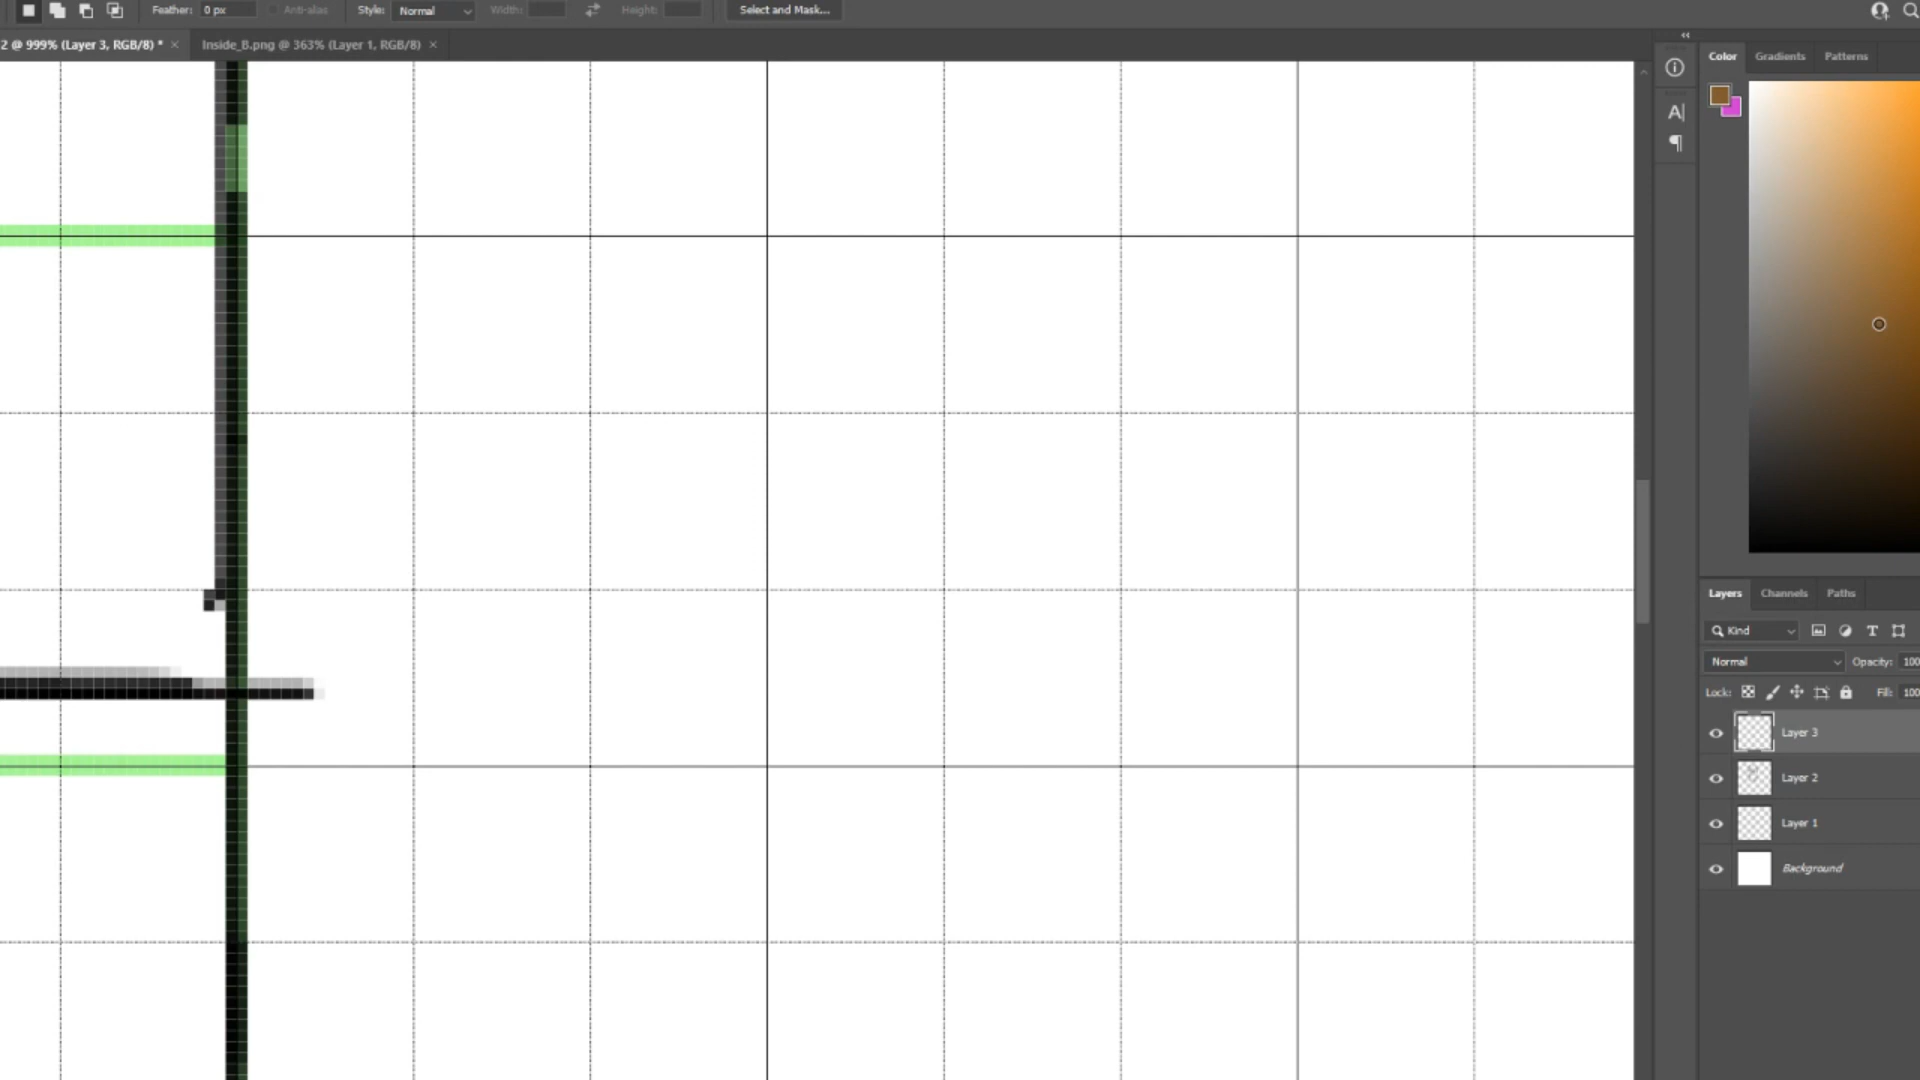 Feather: 0 px Anti-alias Style: Normal Width: Height: Select and Mask...
2 @ 999% (Layer 3, RGB/8) * × Inside_B.png @ 363% (Layer 1, RGB/8) ×
Color Gradients Patterns
A|
¶
Layers Channels Paths
Kind T
Normal Opacity: 100
Lock: Fill: 100
Layer 3
Layer 2
Layer 1
Background